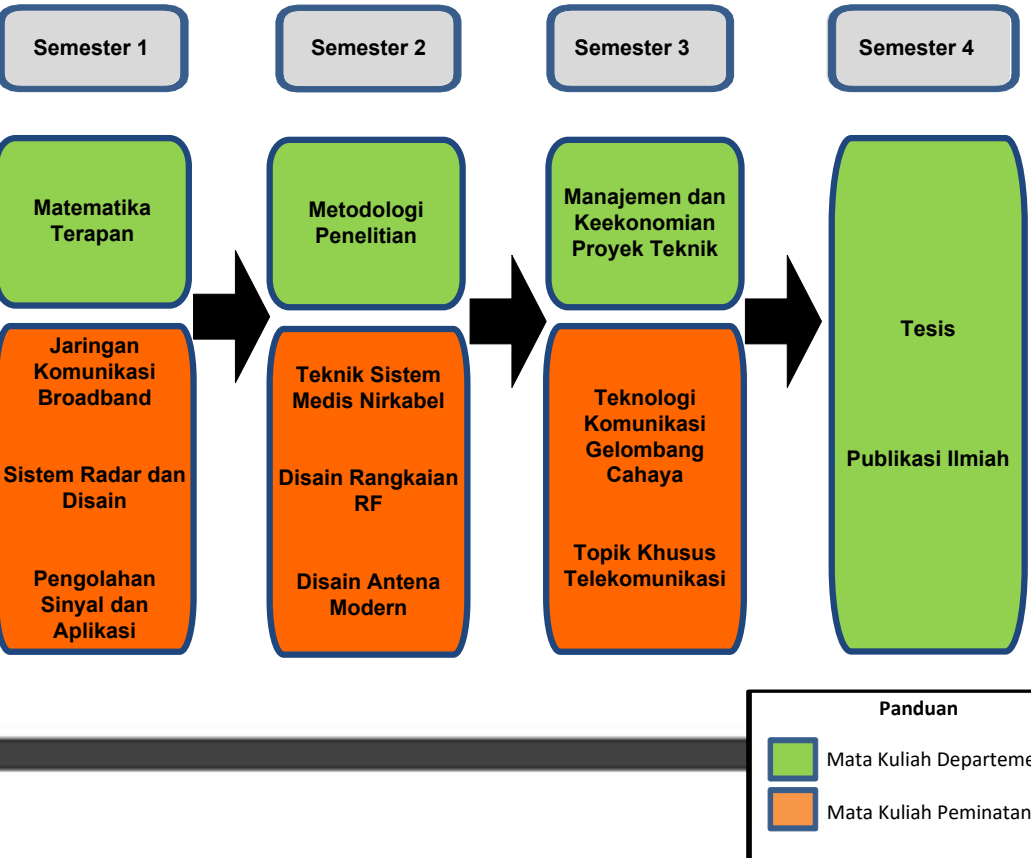 Semester 1
Semester 2
Semester 3
Semester 4
Matematika
Terapan
Metodologi
Penelitian
Manajemen dan
Keekonomian
Proyek Teknik
Jaringan
Komunikasi
Broadband
Sistem Radar dan
Disain
Pengolahan
Sinyal dan
Aplikasi
Teknik Sistem
Medis Nirkabel
Disain Rangkaian
RF
Disain Antena
Modern
Teknologi
Komunikasi
Gelombang
Cahaya
Topik Khusus
Telekomunikasi
Tesis
Publikasi Ilmiah
Panduan
Mata Kuliah Departeme
Mata Kuliah Peminatan